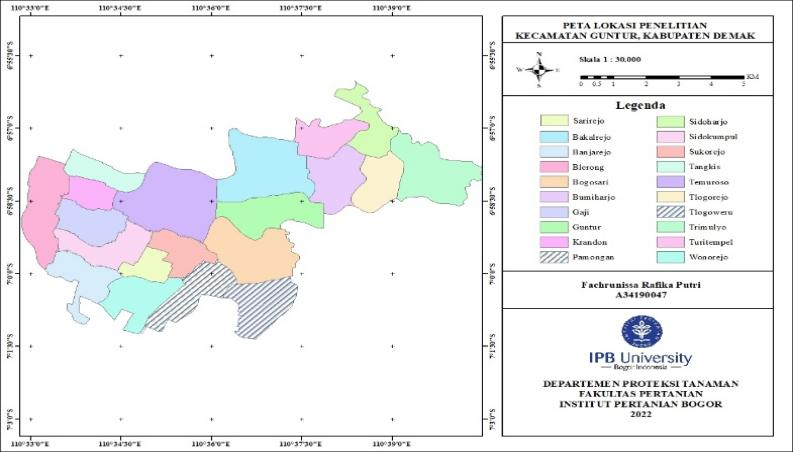 110°33'0"E 110°34'30"E 110°36'0"E 110°37'30"E 110°39'0"E
6°55'30"S
6°57'0"S
6°58'30"S
7°0'0"S
7°1'30"S
7°3'0"S
6°55'30"S
6°57'0"S
6°58'30"S
7°0'0"S
7°1'30"S
7°3'0"S
110°33'0"E 110°34'30"E 110°36'0"E 110°37'30"E 110°39'0"E
PETA LOKASI PENELITIAN
KECAMATAN GUNTUR, KABUPATEN DEMAK
N
W E
S
Skala 1 : 30.000
0 0.5 1 2 3 4 5 KM
Legenda
Sarirejo
Bakalrejo
Banjarejo
Blerong
Bogosari
Bumiharjo
Gaji
Guntur
Krandon
Pamongan
Sidoharjo
Sidokumpul
Sukorejo
Tangkis
Temuroso
Tlogorejo
Tlogoweru
Trimulyo
Turitempel
Wonorejo
Fachrunissa Rafika Putri
A34190047
IPB University
Bogor Indonesia
DEPARTEMEN PROTEKSI TANAMAN
FAKULTAS PERTANIAN
INSTITUT PERTANIAN BOGOR
2022